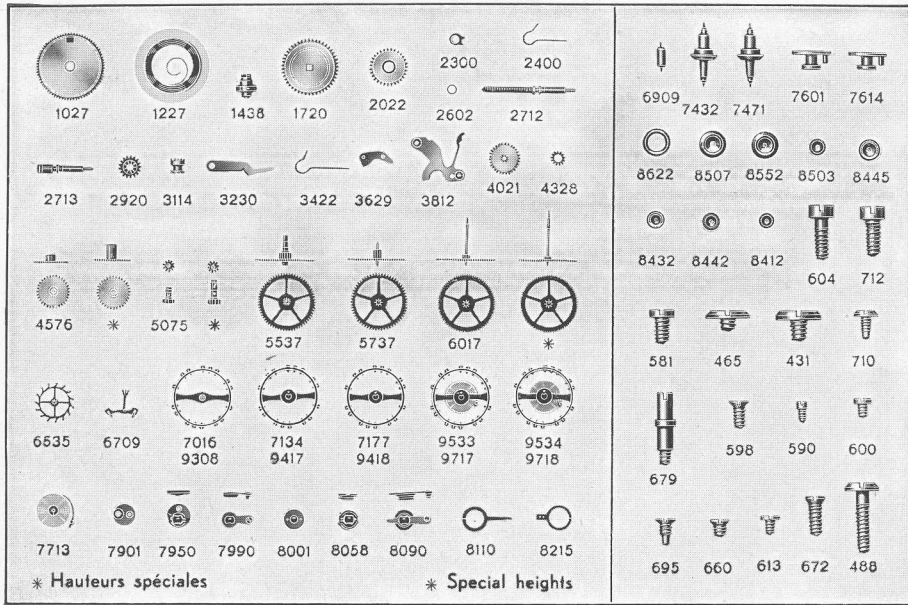 2300 2400
1027 1227 1438 1720 2022 2602 2712
2713 2920 3114 3230 3422 3629 3812 4021 4328
4576 * 5075 * 5537 5737 6017 *
6535 6709 7016 7134 7177 9533 9534
9308 9417 9418 9717 9718
7713 7901 7950 7990 8001 8058 8090 8110 8215
* Hauteurs spéciales * Special heights
6909 7432 7471 7601 7614
8622 8507 8552 8503 8445
8432 8442 8412 604 712
581 465 431 710
679 598 590 600
695 660 613 672 488